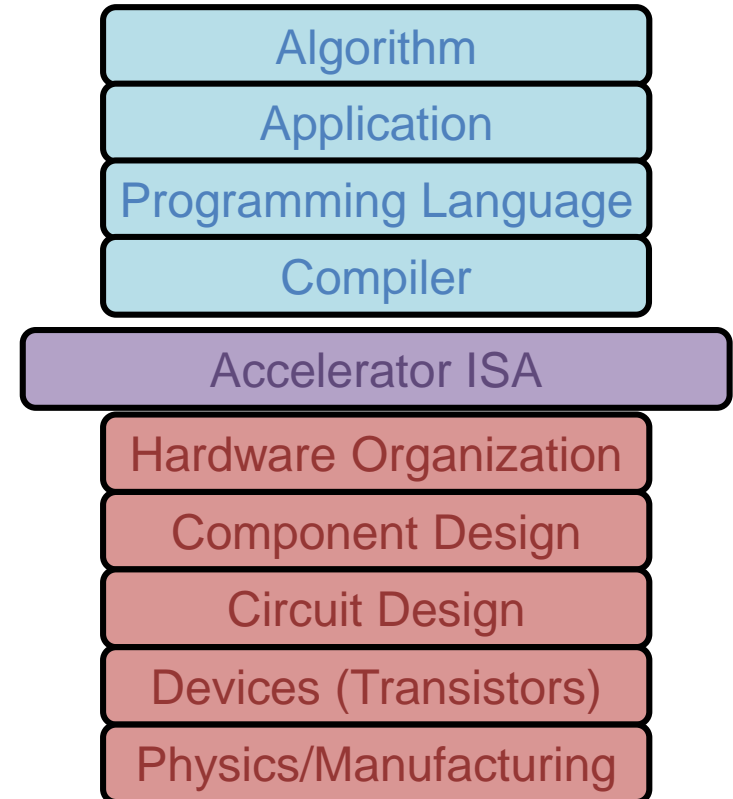 Algorithm
Application
Programming Language
Compiler
Accelerator ISA
Hardware Organization
Component Design
Circuit Design
Devices (Transistors)
Physics/Manufacturing